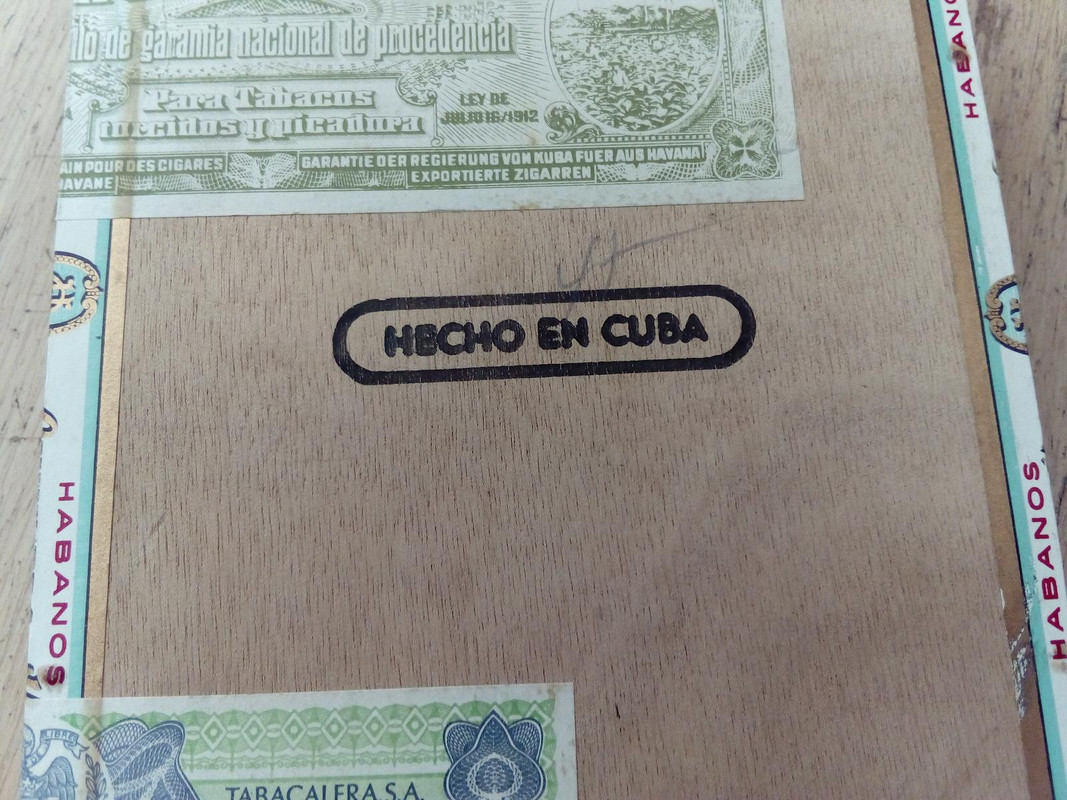 de garantia nacional de procedencia
Para Tabacos
torcidos y picadura
LEY DE
JULIO 16/1912
POUR DES CIGARES
HAVANE
GARANTIE DER REGIERUNG VON KUBA FUER AUS HAVANA
EXPORTIERTE ZIGARREN
HECHO EN CUBA
HABANOS
HABANOS
HABANOS
LIBRE
TABACALERA S.A.